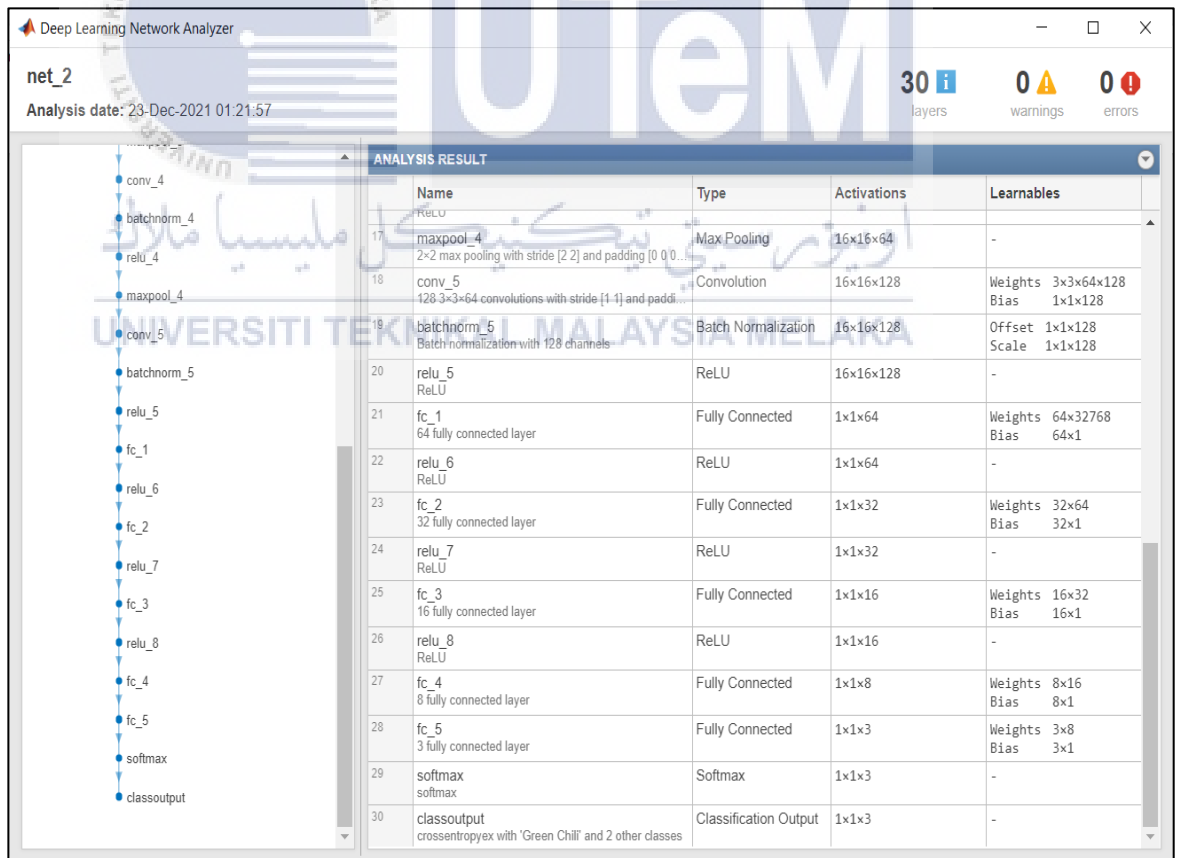 Deep Learning Network Analyzer
net_2
Analysis date: 23-Dec-2021 01:21:57
30
layers
0
warnings
0
errors
UTeM
conv_4
batchnorm_4
relu_4
maxpool_4
conv_5
batchnorm_5
relu_5
fc_1
relu_6
fc_2
relu_7
fc_3
relu_8
fc_4
fc_5
softmax
classoutput
ANALYSIS RESULT
Name Type Activations Learnables
ReLU
17 maxpool_4 Max Pooling 16×16×64 -
2×2 max pooling with stride [2 2] and padding [0 0 0...
18 conv_5 Convolution 16×16×128 Weights 3×3×64×128
128 3×3×64 convolutions with stride [1 1] and paddi... Bias 1×1×128
19 batchnorm_5 Batch Normalization 16×16×128 Offset 1×1×128
Batch normalization with 128 channels Scale 1×1×128
20 relu_5 ReLU 16×16×128 -
ReLU
21 fc_1 Fully Connected 1×1×64 Weights 64×32768
64 fully connected layer Bias 64×1
22 relu_6 ReLU 1×1×64 -
ReLU
23 fc_2 Fully Connected 1×1×32 Weights 32×64
32 fully connected layer Bias 32×1
24 relu_7 ReLU 1×1×32 -
ReLU
25 fc_3 Fully Connected 1×1×16 Weights 16×32
16 fully connected layer Bias 16×1
26 relu_8 ReLU 1×1×16 -
ReLU
27 fc_4 Fully Connected 1×1×8 Weights 8×16
8 fully connected layer Bias 8×1
28 fc_5 Fully Connected 1×1×3 Weights 3×8
3 fully connected layer Bias 3×1
29 softmax Softmax 1×1×3 -
softmax
30 classoutput Classification Output 1×1×3 -
crossentropyex with 'Green Chili' and 2 other classes
اونيۏرسيتي تيكنيكل مليسيا ملاك
UNIVERSITI TEKNIKAL MALAYSIA MELAKA